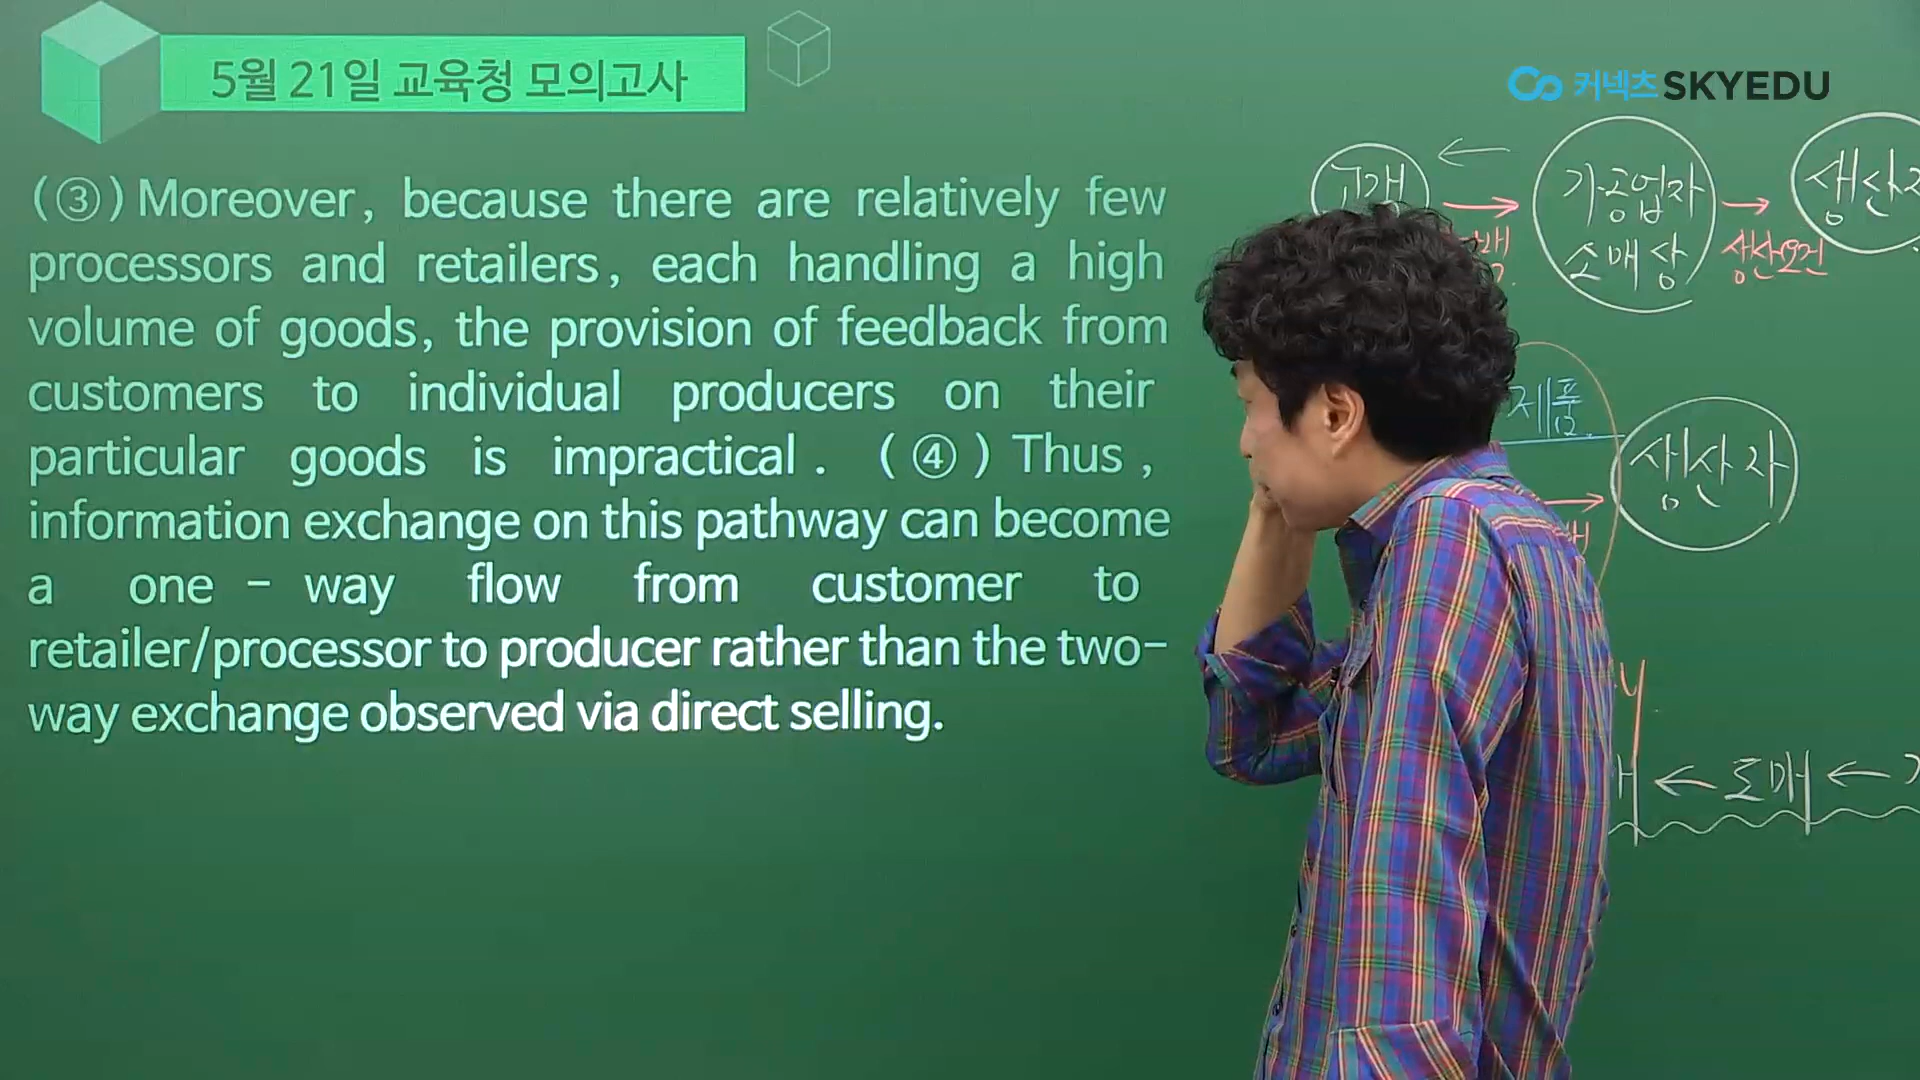 5월 21일 교육청 모의고사
커넥츠 SKYEDU
(③) Moreover, because there are relatively few
processors and retailers, each handling a high
volume of goods, the provision of feedback from
customers to individual producers on their
particular goods is impractical. (④) Thus,
information exchange on this pathway can become
a one-way flow from customer to
retailer/processor to producer rather than the two-
way exchange observed via direct selling.
고객
가공업자
소매상
생산
제품
생산자
← 도매 ←